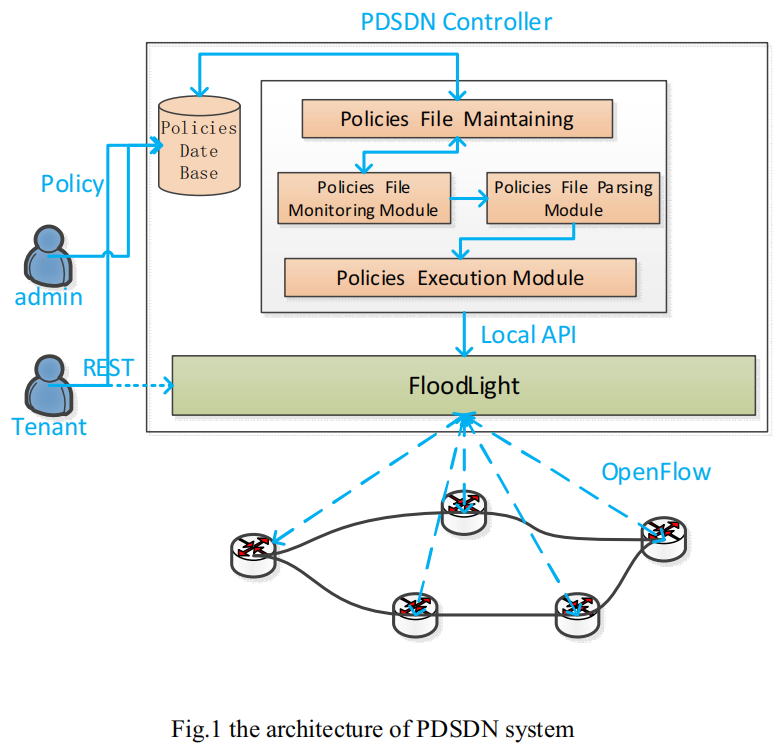 PDSDN Controller
Policies
Date
Base
Policies File Maintaining
Policies File
Monitoring Module
Policies File Parsing
Module
Policies Execution Module
Policy
admin
Local API
REST
FloodLight
Tenant
OpenFlow
Fig.1 the architecture of PDSDN system